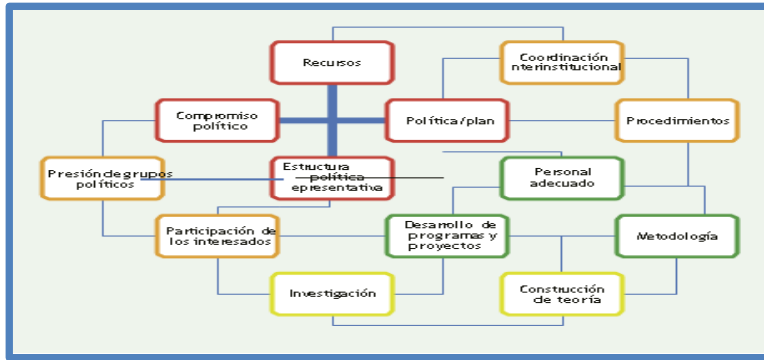 Recursos
Coordinación
nterinstitucional
Compromiso
político
Política/plan
Procedimientos
Presión de grupos
políticos
Estructura
política
epresentativa
Personal
adecuado
Participación de
los interesados
Desarrollo de
programas y
proyectos
Metodología
Investigación
Construcción
de teoría